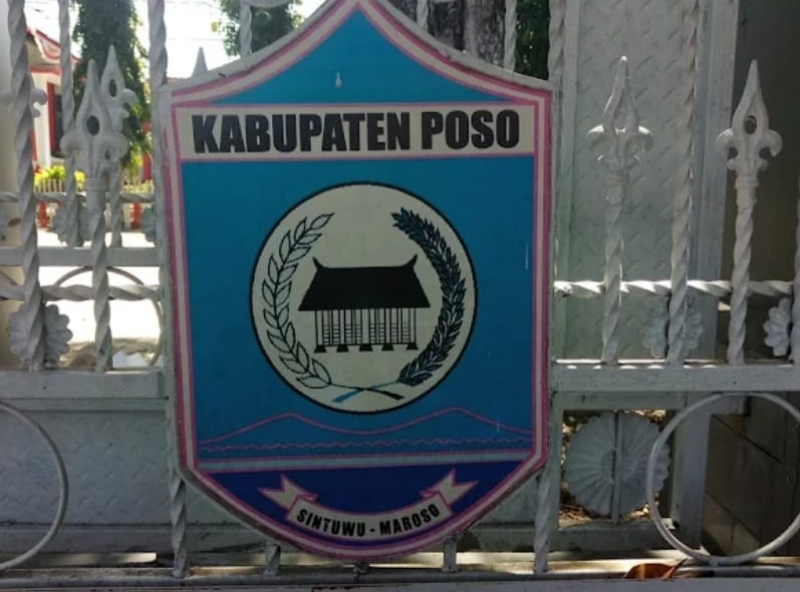 KABUPATEN POSO
SINTUWU - MAROSO